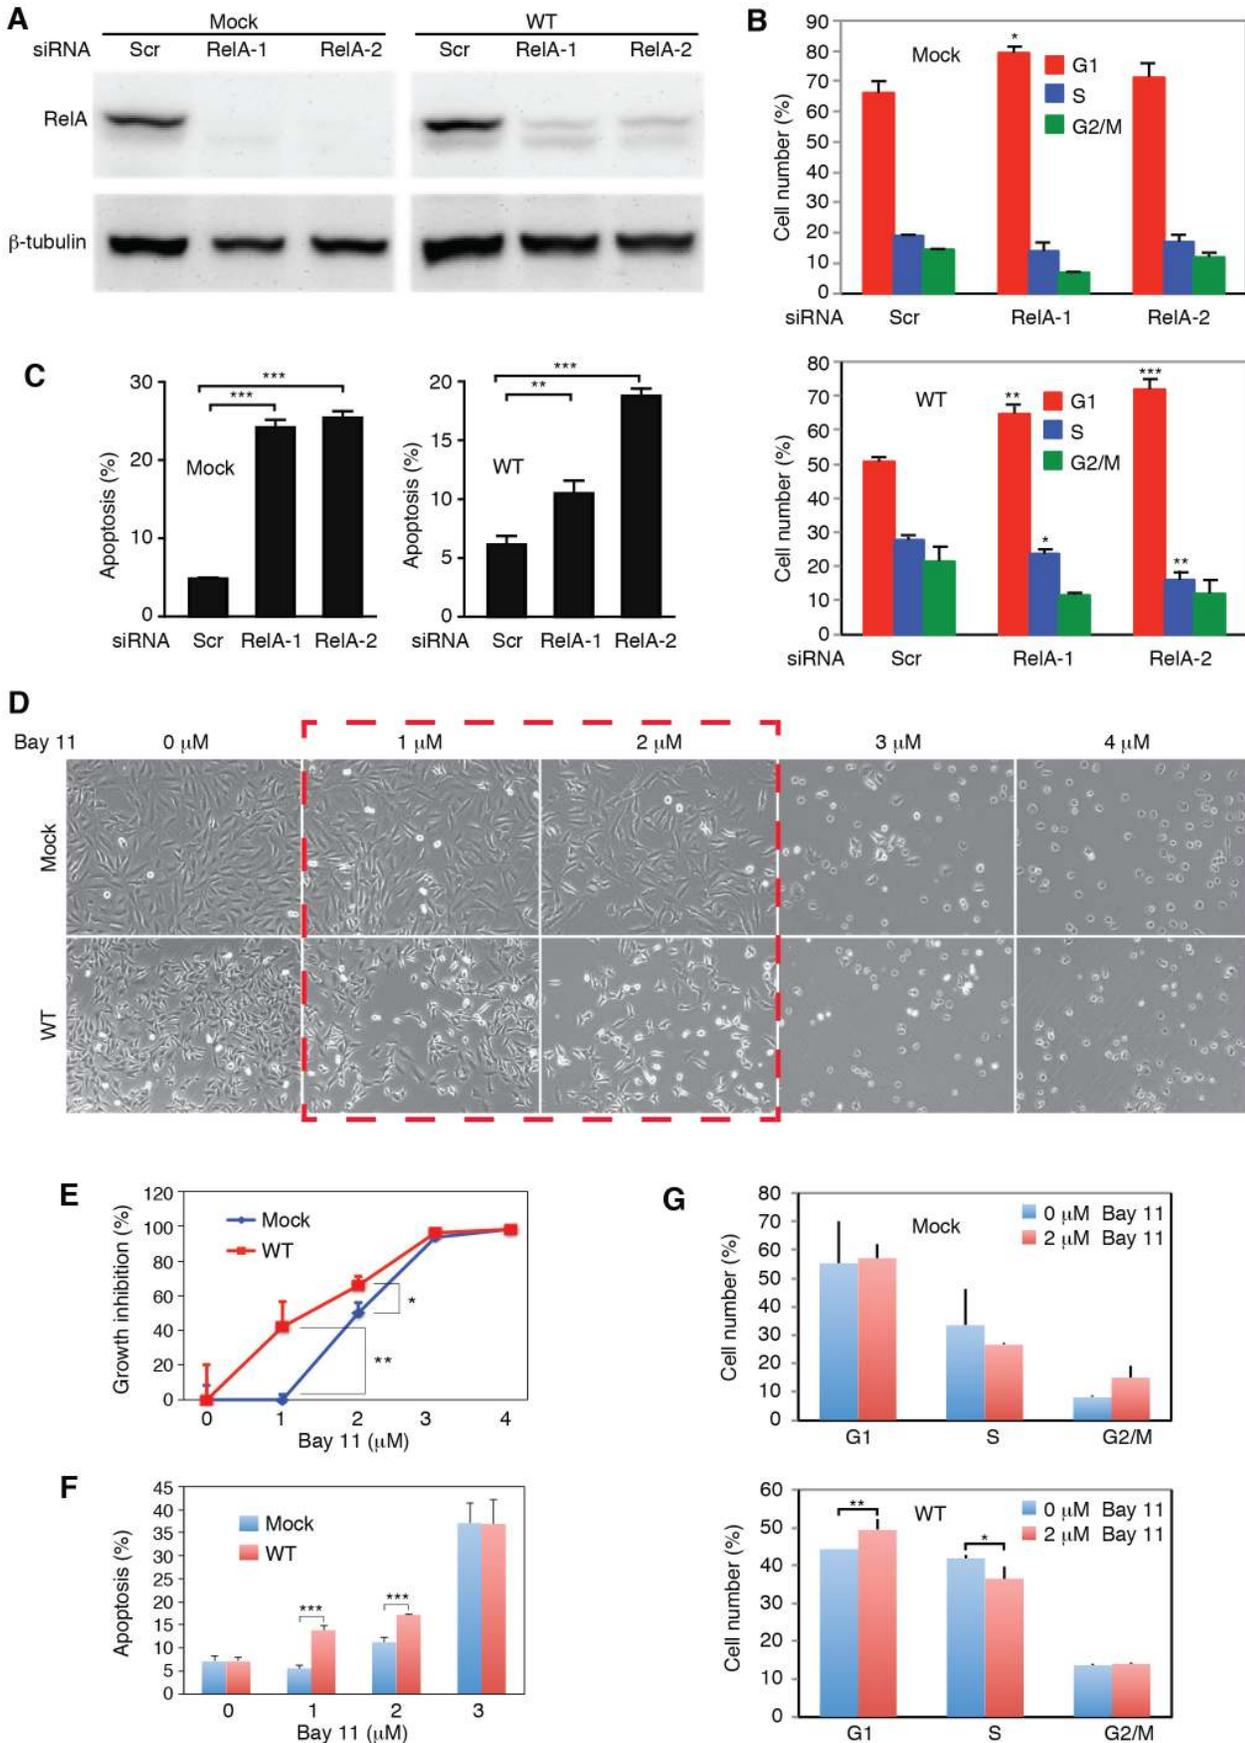 A
Mock
WT
siRNA Scr RelA-1 RelA-2 Scr RelA-1 RelA-2
RelA
β-tubulin
B
Cell number (%)
90
80
70
60
50
40
30
20
10
0
Mock
*
G1
S
G2/M
siRNA Scr RelA-1 RelA-2
Cell number (%)
80
70
60
50
40
30
20
10
0
WT
** * *** **
G1
S
G2/M
siRNA Scr RelA-1 RelA-2
C
Apoptosis (%)
30
20
10
0
***
***
Mock
siRNA Scr RelA-1 RelA-2
Apoptosis (%)
20
15
10
5
0
***
**
WT
siRNA Scr RelA-1 RelA-2
D
Bay 11 0 μM 1 μM 2 μM 3 μM 4 μM
Mock
WT
E
Growth inhibition (%)
120
100
80
60
40
20
0
Mock
WT
*
**
0 1 2 3 4
Bay 11 (μM)
F
Apoptosis (%)
45
40
35
30
25
20
15
10
5
0
Mock
WT
*** ***
0 1 2 3
Bay 11 (μM)
G
Cell number (%)
80
70
60
50
40
30
20
10
0
Mock
0 μM Bay 11
2 μM Bay 11
G1 S G2/M
Cell number (%)
60
50
40
30
20
10
0
** WT
*
0 μM Bay 11
2 μM Bay 11
G1 S G2/M